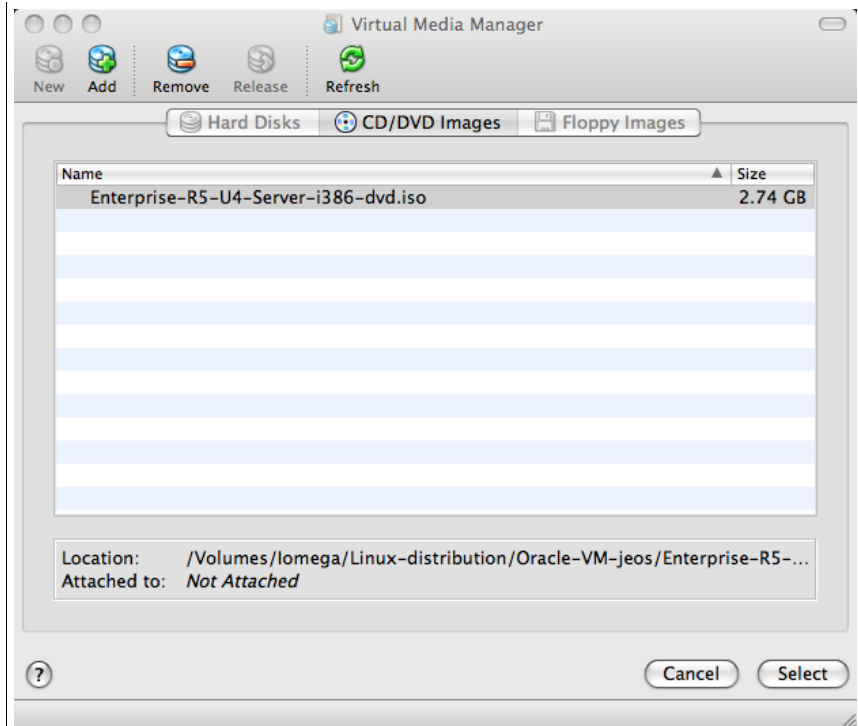 Virtual Media Manager
New Add Remove Release Refresh
Hard Disks CD/DVD Images Floppy Images
Name Size
Enterprise-R5-U4-Server-i386-dvd.iso 2.74 GB
Location: /Volumes/Iomega/Linux-distribution/Oracle-VM-jeos/Enterprise-R5-...
Attached to: Not Attached
? Cancel Select